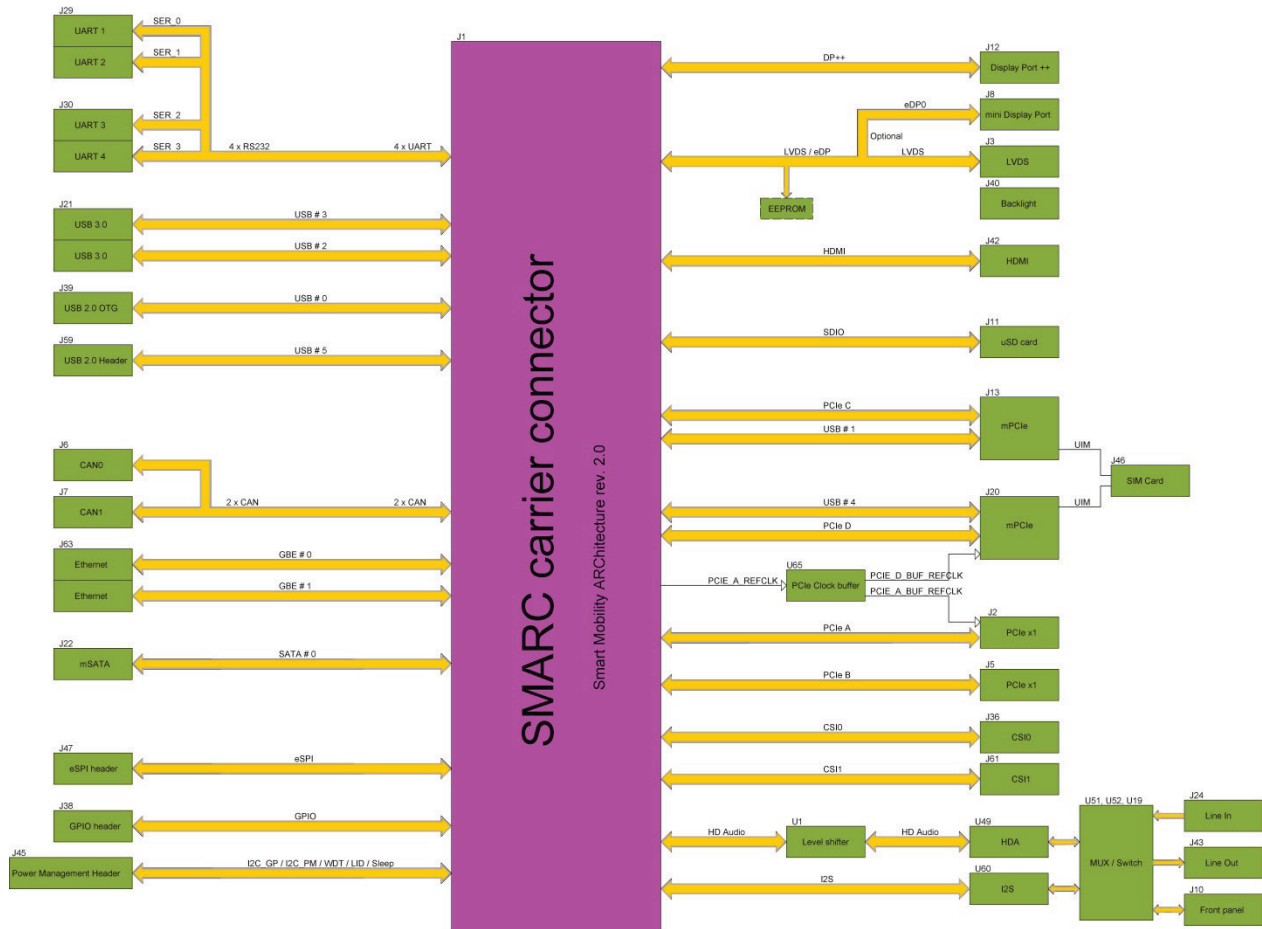 J29
UART 1
SER_0
UART 2
SER_1
J30
UART 3
SER_2
UART 4
SER_3
4 x RS232
4 x UART
J21
USB 3.0
USB # 3
USB 3.0
USB # 2
J39
USB 2.0 OTG
USB # 0
J59
USB 2.0 Header
USB # 5
J6
CAN0
J7
CAN1
2 x CAN
2 x CAN
J63
Ethernet
GBE # 0
Ethernet
GBE # 1
J22
mSATA
SATA # 0
J47
eSPI header
eSPI
J38
GPIO header
GPIO
J45
Power Management Header
I2C_GP / I2C_PM / WDT / LID / Sleep
J1
SMARC carrier connector
Smart Mobility ARChitecture rev. 2.0
DP++
J12
Display Port ++
eDP0
J8
mini Display Port
Optional
LVDS / eDP
LVDS
J3
LVDS
EEPROM
J40
Backlight
HDMI
J42
HDMI
SDIO
J11
uSD card
PCIe C
USB # 1
J13
mPCIe
UIM
J46
SIM Card
UIM
USB # 4
PCIe D
J20
mPCIe
PCIE_A_REFCLK
U65
PCIe Clock buffer
PCIE_D_BUF_REFCLK
PCIE_A_BUF_REFCLK
PCIe A
J2
PCIe x1
PCIe B
J5
PCIe x1
CSI0
J36
CSI0
CSI1
J61
CSI1
HD Audio
U1
Level shifter
HD Audio
U49
HDA
I2S
U60
I2S
U51, U52, U19
MUX / Switch
J24
Line In
J43
Line Out
J10
Front panel